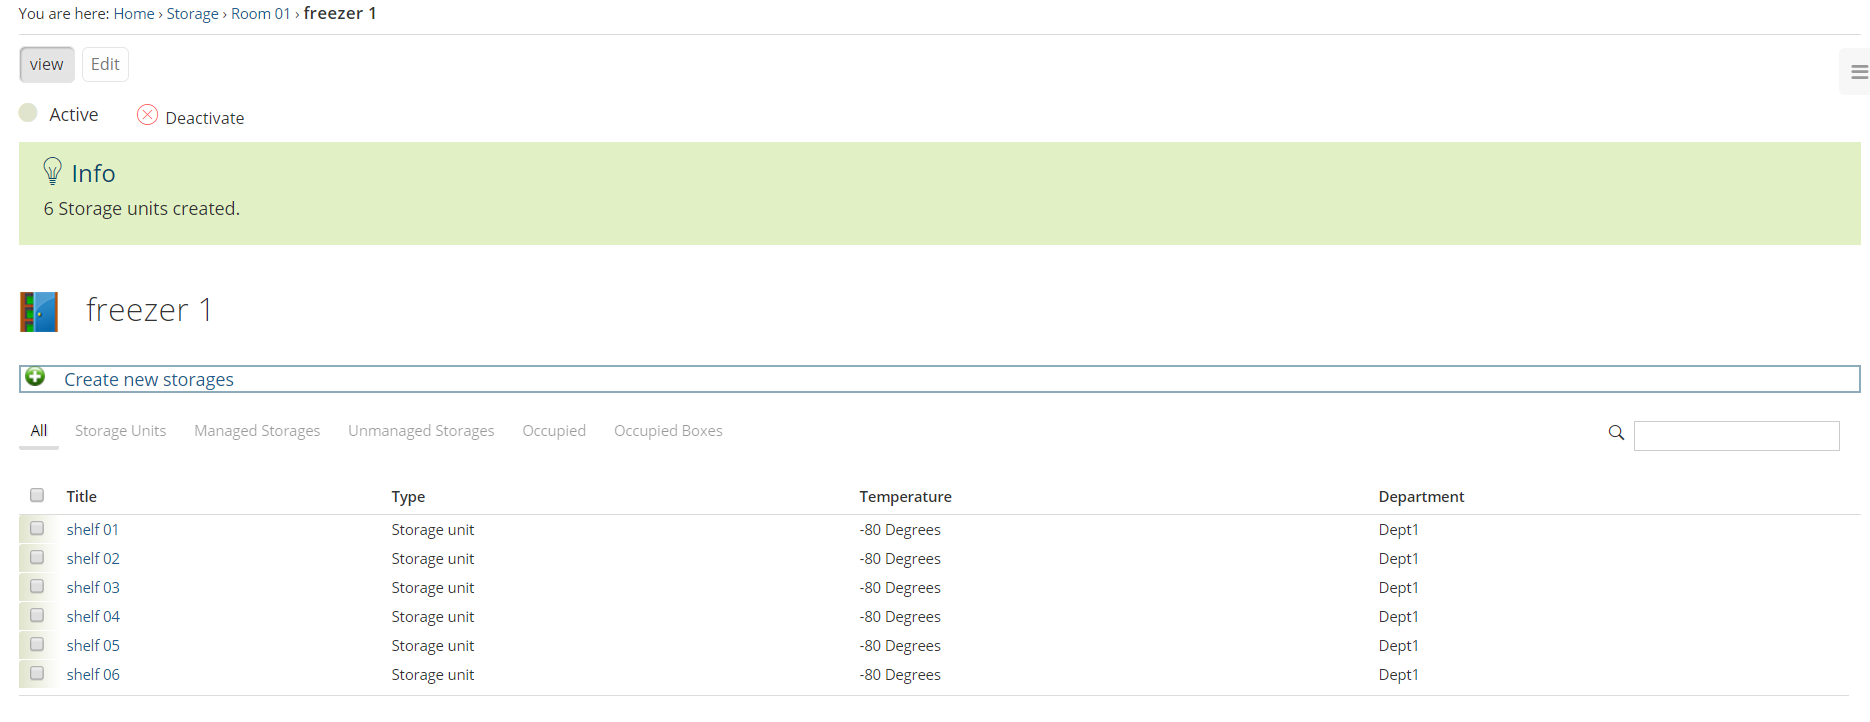 You are here: Home › Storage › Room 01 › freezer 1
view Edit
Active Deactivate
Info
6 Storage units created.
freezer 1
Create new storages
All Storage Units Managed Storages Unmanaged Storages Occupied Occupied Boxes
Title Type Temperature Department
shelf 01 Storage unit -80 Degrees Dept1
shelf 02 Storage unit -80 Degrees Dept1
shelf 03 Storage unit -80 Degrees Dept1
shelf 04 Storage unit -80 Degrees Dept1
shelf 05 Storage unit -80 Degrees Dept1
shelf 06 Storage unit -80 Degrees Dept1